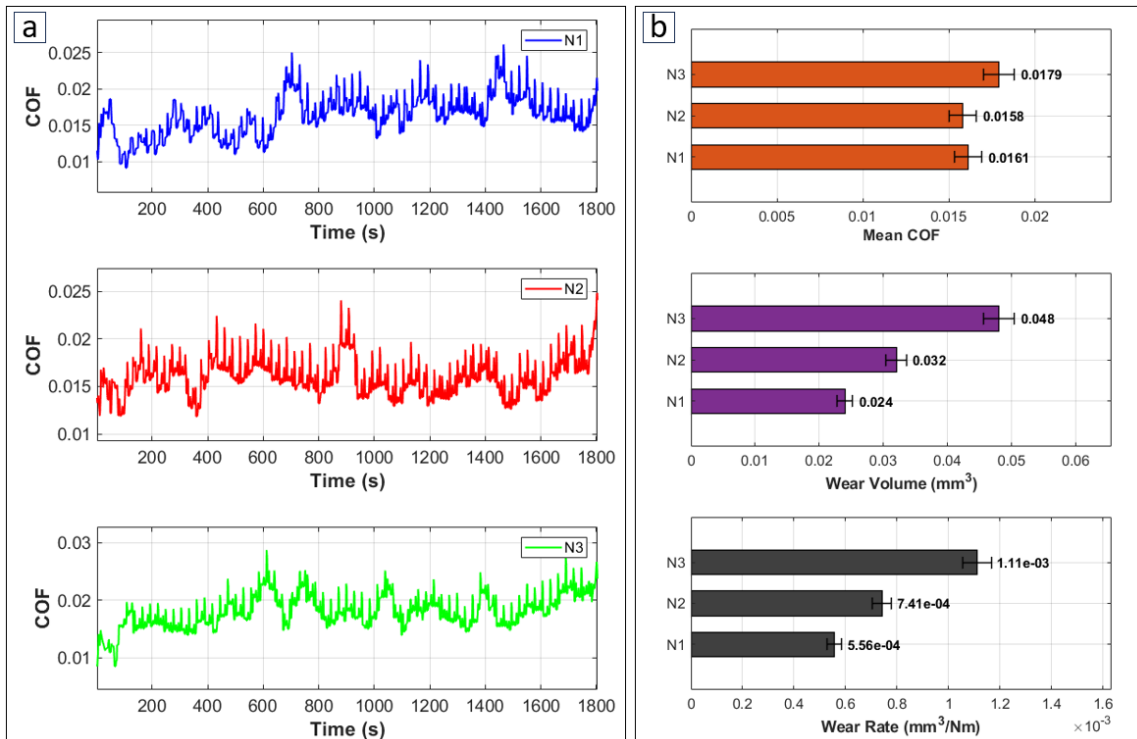 a
N1
COF
0.025
0.02
0.015
0.01
200 400 600 800 1000 1200 1400 1600 1800
Time (s)
N2
COF
0.025
0.02
0.015
0.01
200 400 600 800 1000 1200 1400 1600 1800
Time (s)
N3
COF
0.03
0.02
0.01
200 400 600 800 1000 1200 1400 1600 1800
Time (s)
b
N3 0.0179
N2 0.0158
N1 0.0161
0 0.005 0.01 0.015 0.02
Mean COF
N3 0.048
N2 0.032
N1 0.024
0 0.01 0.02 0.03 0.04 0.05 0.06
Wear Volume (mm³)
N3 1.11e-03
N2 7.41e-04
N1 5.56e-04
0 0.2 0.4 0.6 0.8 1 1.2 1.4 1.6
Wear Rate (mm³/Nm) ×10⁻³